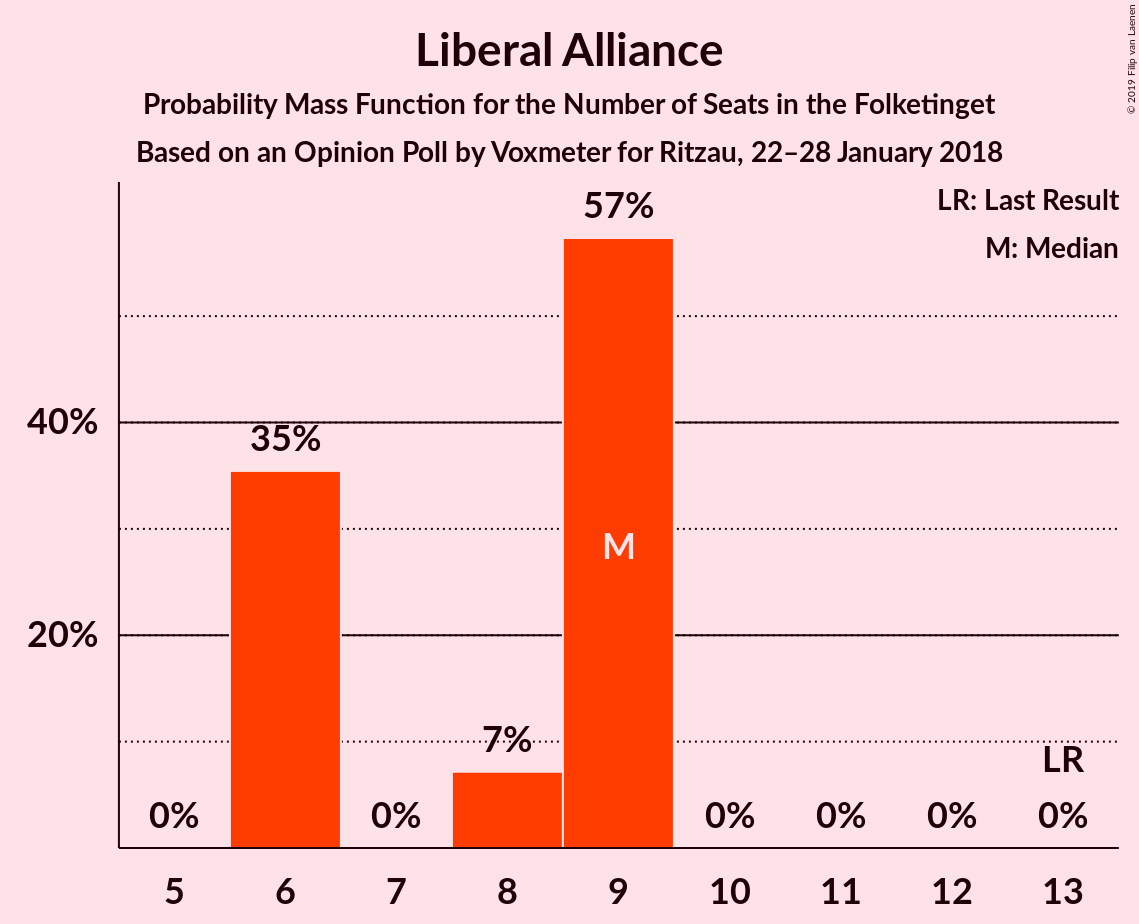 Liberal Alliance
Probability Mass Function for the Number of Seats in the Folketinget
Based on an Opinion Poll by Voxmeter for Ritzau, 22–28 January 2018
© 2019 Filip van Laenen
LR: Last Result
M: Median
57%
40%
35%
M
20%
7%
LR
0%
0%
0%
0%
0%
0%
5 6 7 8 9 10 11 12 13